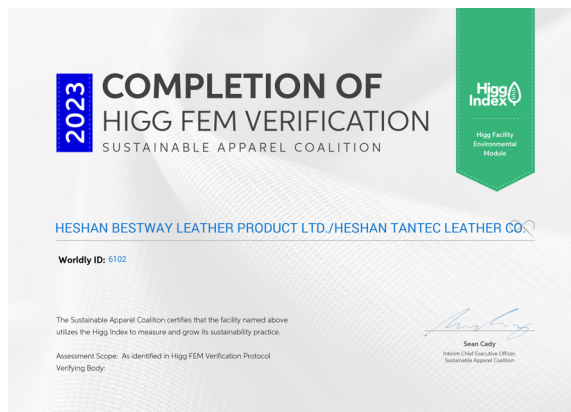 2023
COMPLETION OF
HIGG FEM VERIFICATION
SUSTAINABLE APPAREL COALITION
Higg
Index
Higg Facility
Environmental
Module
HESHAN BESTWAY LEATHER PRODUCT LTD./HESHAN TANTEC LEATHER CO.
Worldly ID: 6102
The Sustainable Apparel Coalition certifies that the facility named above
utilizes the Higg Index to measure and grow its sustainability practice.
Assessment Scope: As identified in Higg FEM Verification Protocol
Verifying Body:
Sean Cady
Interim Chief Executive Officer,
Sustainable Apparel Coalition